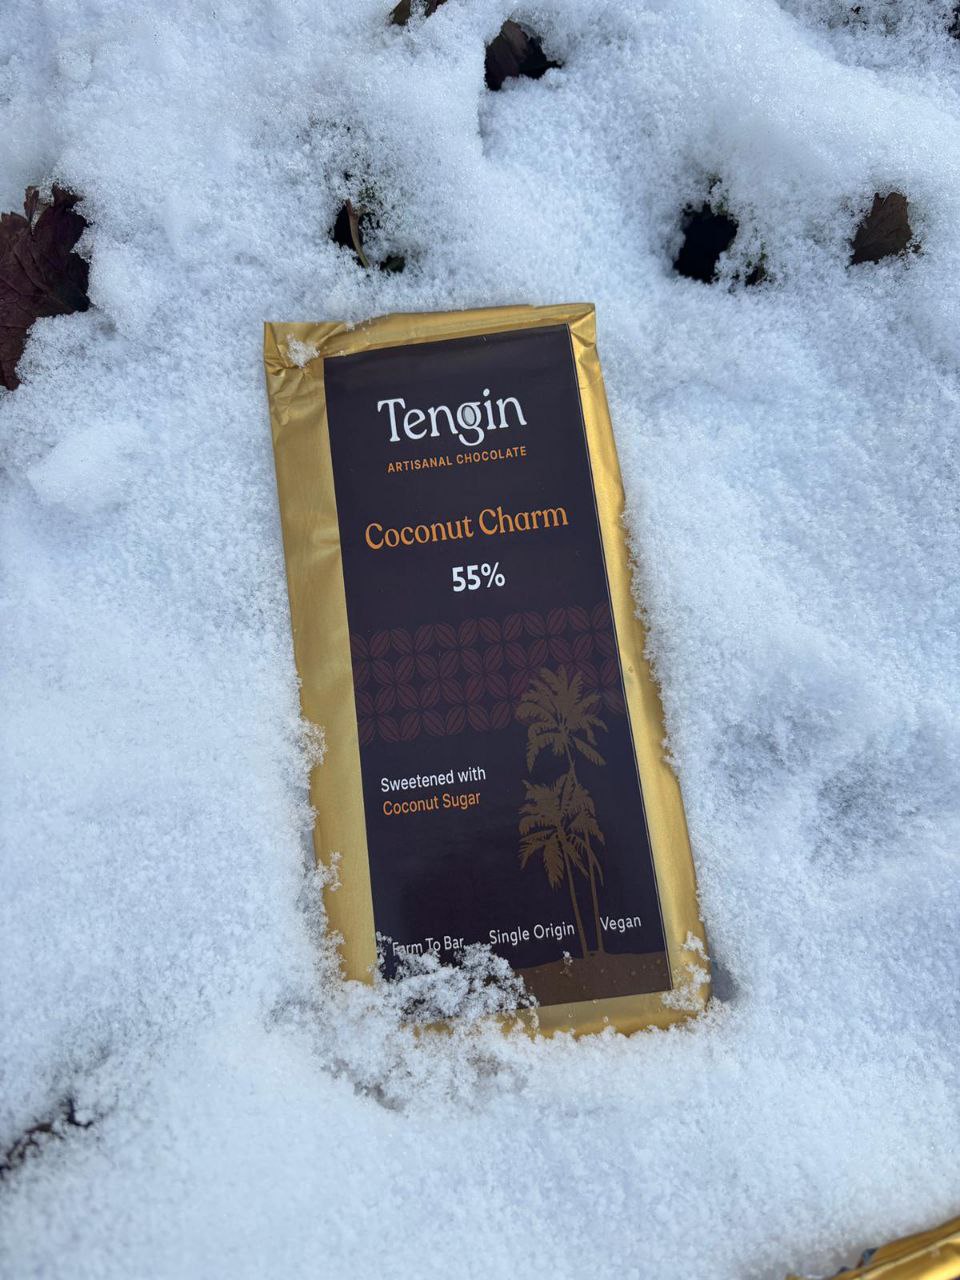 Tengin
ARTISANAL CHOCOLATE
Coconut Charm
55%
Sweetened with
Coconut Sugar
Farm To Bar Single Origin Vegan